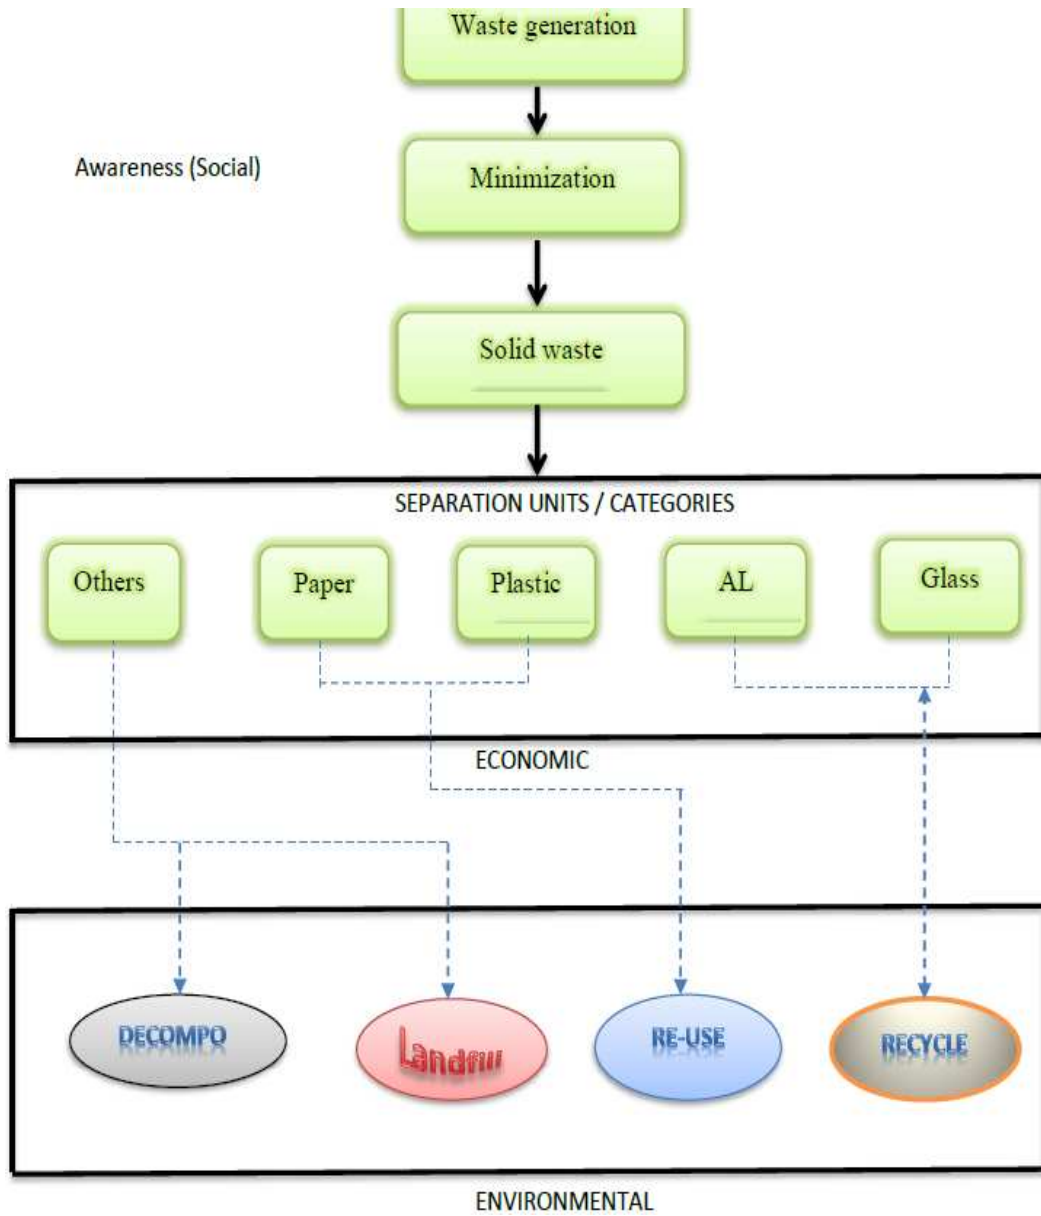 Waste generation
Awareness (Social)
Minimization
Solid waste
SEPARATION UNITS / CATEGORIES
Others
Paper
Plastic
AL
Glass
ECONOMIC
DECOMPO
Landfill
RE-USE
RECYCLE
ENVIRONMENTAL